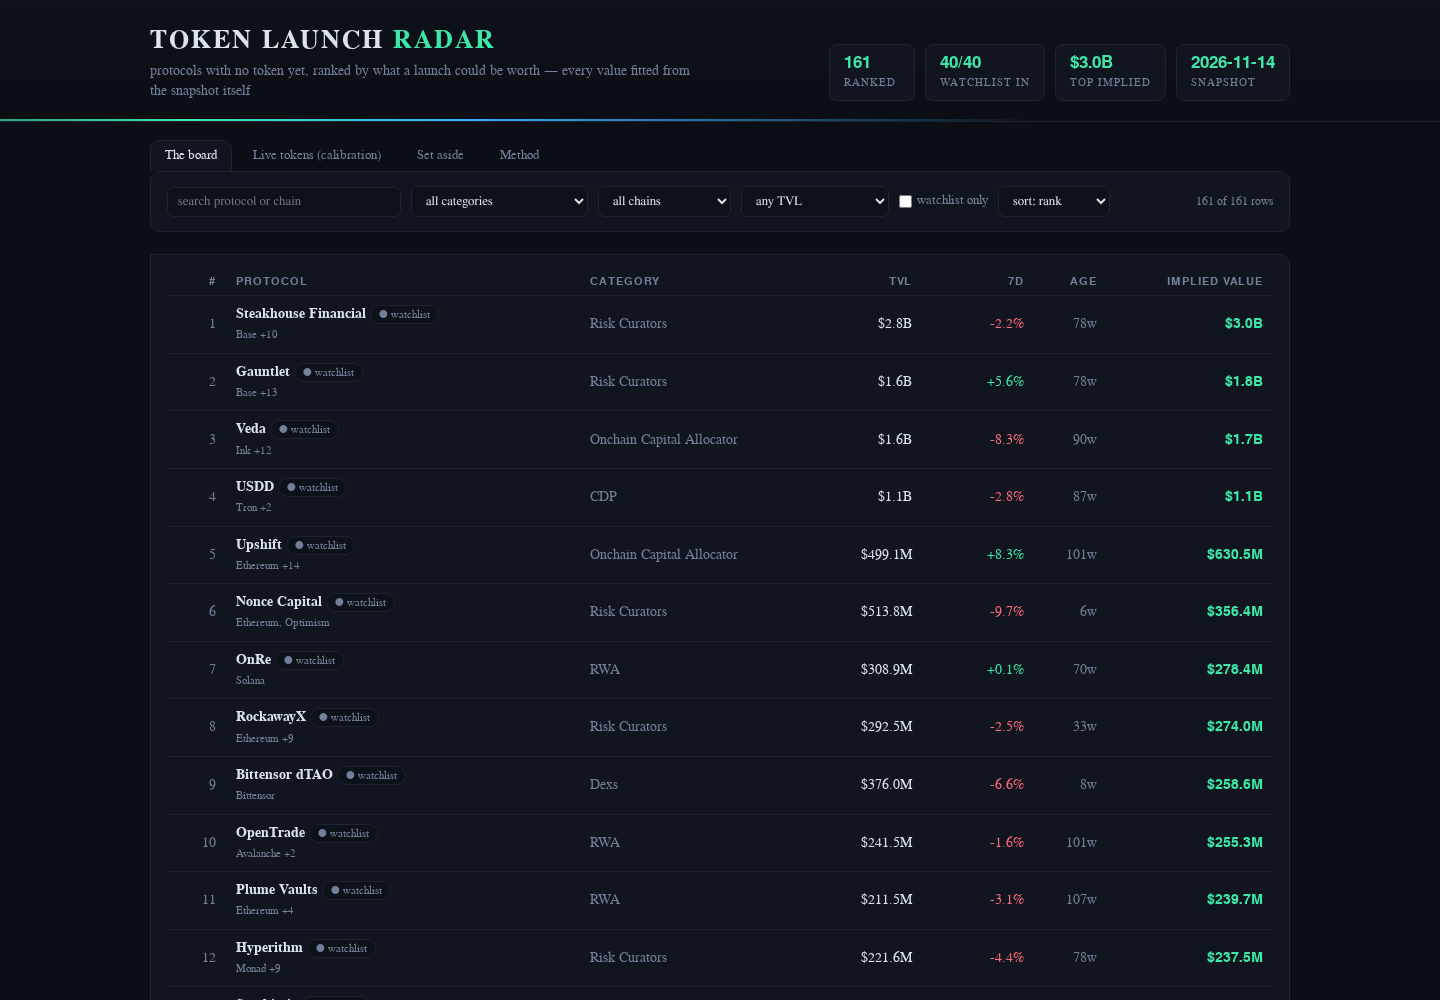 TOKEN LAUNCH RADAR
protocols with no token yet, ranked by what a launch could be worth — every value fitted from
the snapshot itself
161
RANKED
40/40
WATCHLIST IN
$3.0B
TOP IMPLIED
2026-11-14
SNAPSHOT
The board
Live tokens (calibration)
Set aside
Method
search protocol or chain
all categories
all chains
any TVL
watchlist only
sort: rank
161 of 161 rows
# PROTOCOL CATEGORY TVL 7D AGE IMPLIED VALUE
1 Steakhouse Financial watchlist Risk Curators $2.8B -2.2% 78w $3.0B
Base +10
2 Gauntlet watchlist Risk Curators $1.6B +5.6% 78w $1.8B
Base +13
3 Veda watchlist Onchain Capital Allocator $1.6B -8.3% 90w $1.7B
Ink +12
4 USDD watchlist CDP $1.1B -2.8% 87w $1.1B
Tron +2
5 Upshift watchlist Onchain Capital Allocator $499.1M +8.3% 101w $630.5M
Ethereum +14
6 Nonce Capital watchlist Risk Curators $513.8M -9.7% 6w $356.4M
Ethereum, Optimism
7 OnRe watchlist RWA $308.9M +0.1% 70w $278.4M
Solana
8 RockawayX watchlist Risk Curators $292.5M -2.5% 33w $274.0M
Ethereum +9
9 Bittensor dTAO watchlist Dexs $376.0M -6.6% 8w $258.6M
Bittensor
10 OpenTrade watchlist RWA $241.5M -1.6% 101w $255.3M
Avalanche +2
11 Plume Vaults watchlist RWA $211.5M -3.1% 107w $239.7M
Ethereum +4
12 Hyperithm watchlist Risk Curators $221.6M -4.4% 78w $237.5M
Monad +9